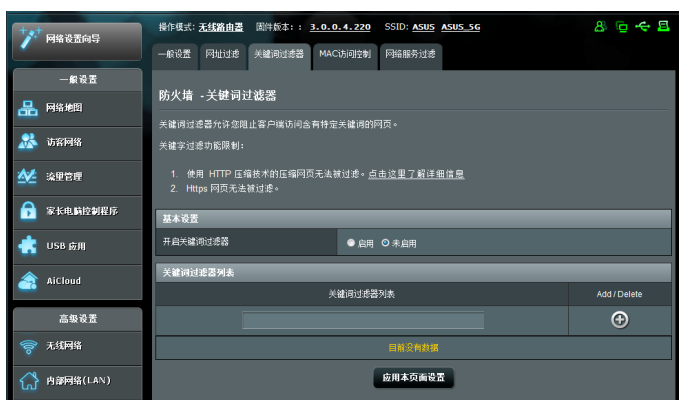 网络设置向导
操作模式: 无线路由器 固件版本: : 3.0.0.4.220 SSID: ASUS ASUS_5G
一般设置 网址过滤 关键词过滤器 MAC访问控制 网络服务过滤
一般设置
网络地图
访客网络
流量管理
家长电脑控制程序
USB 应用
AiCloud
高级设置
无线网络
内部网络(LAN)
防火墙 -关键词过滤器
关键词过滤器允许您阻止客户端访问含有特定关键词的网页。
关键字过滤功能限制:
1. 使用 HTTP 压缩技术的压缩网页无法被过滤。点击这里了解详细信息
2. Https 网页无法被过滤。
基本设置
开启关键词过滤器 启用 未启用
关键词过滤器列表
关键词过滤器列表 Add / Delete
目前没有数据
应用本页面设置